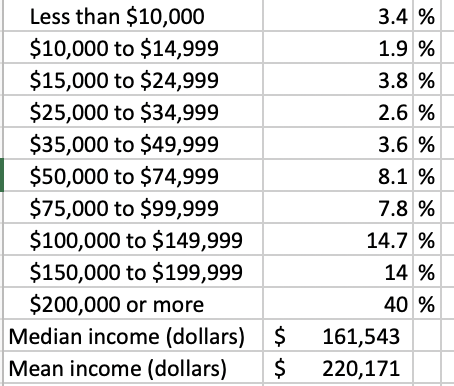 Less than $10,000 3.4 %
$10,000 to $14,999 1.9 %
$15,000 to $24,999 3.8 %
$25,000 to $34,999 2.6 %
$35,000 to $49,999 3.6 %
$50,000 to $74,999 8.1 %
$75,000 to $99,999 7.8 %
$100,000 to $149,999 14.7 %
$150,000 to $199,999 14 %
$200,000 or more 40 %
Median income (dollars) $ 161,543
Mean income (dollars) $ 220,171